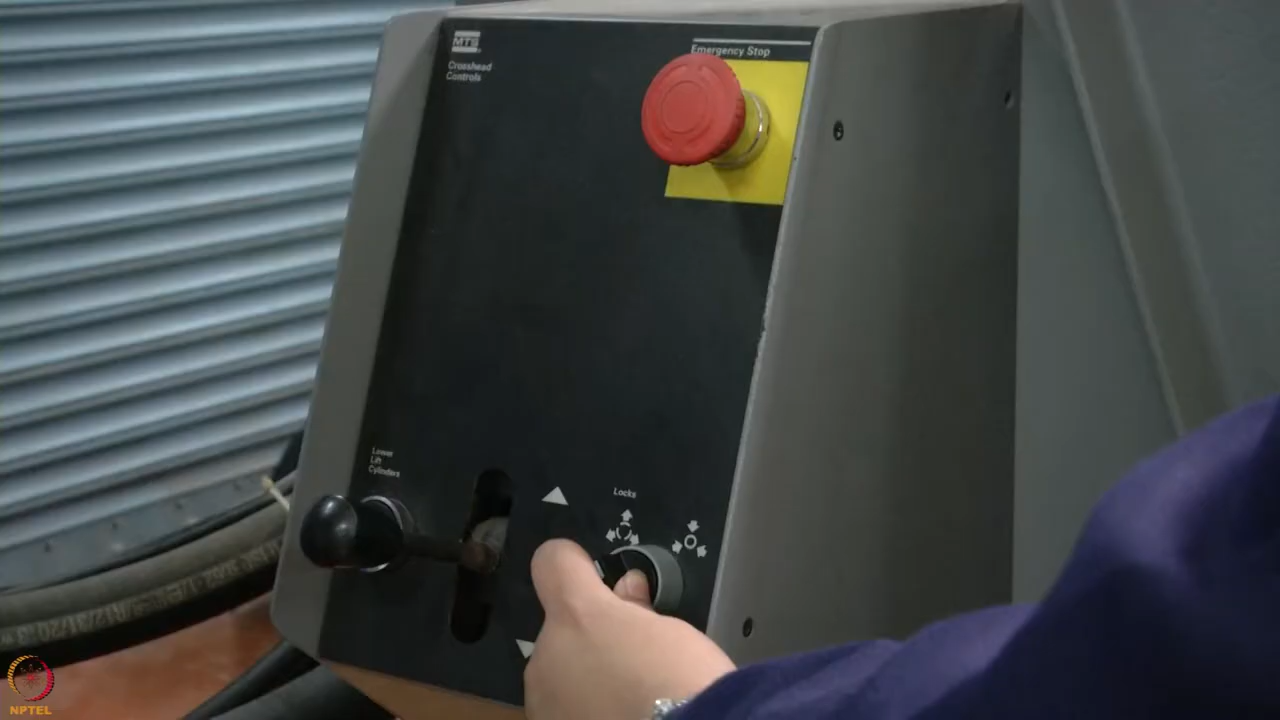 MTS
Crosshead
Controls
Emergency Stop
Lower
Lift
Cylinders
Locks
NPTEL